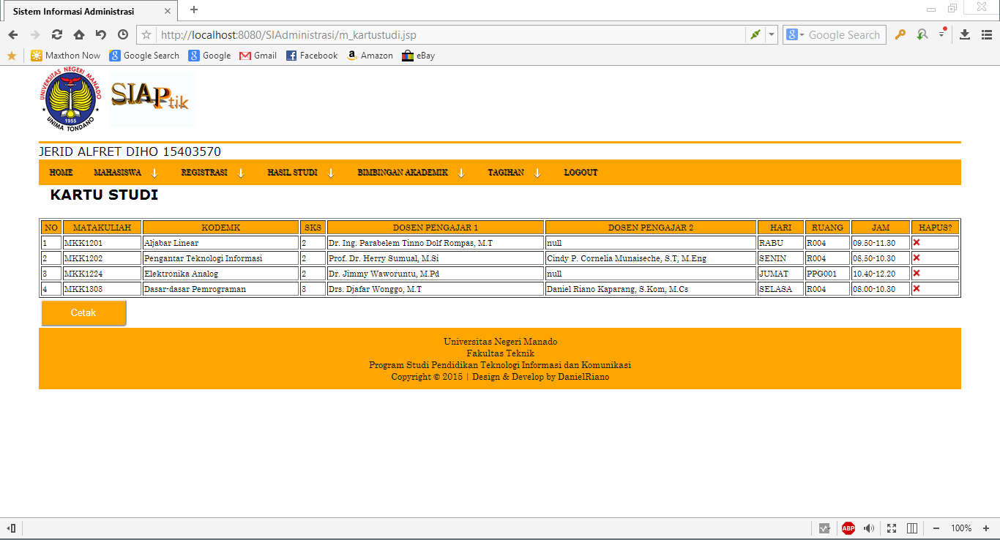 Sistem Informasi Administrasi
http://localhost:8080/SIAdministrasi/m_kartustudi.jsp
Google Search
Maxthon Now Google Search Google Gmail Facebook Amazon eBay
UNIVERSITAS NEGERI MANADO
1955
UNIMA TONDANO
SIAPtik
JERID ALFRET DIHO 15403570
HOME MAHASISWA REGISTRASI HASIL STUDI BIMBINGAN AKADEMIK TAGIHAN LOGOUT
KARTU STUDI
NO MATAKULIAH KODEMK SKS DOSEN PENGAJAR 1 DOSEN PENGAJAR 2 HARI RUANG JAM HAPUS?
1 MKK1201 Aljabar Linear 2 Dr. Ing. Parabelem Tinno Dolf Rompas, M.T null RABU R004 09.50-11.30
2 MKK1202 Pengantar Teknologi Informasi 2 Prof. Dr. Herry Sumual, M.Si Cindy P. Cornelia Munaiseche, S.T, M.Eng SENIN R004 08.50-10.30
3 MKK1224 Elektronika Analog 2 Dr. Jimmy Waworuntu, M.Pd null JUMAT PPG001 10.40-12.20
4 MKK1303 Dasar-dasar Pemrograman 3 Drs. Djafar Wonggo, M.T Daniel Riano Kaparang, S.Kom, M.Cs SELASA R004 08.00-10.30
Cetak
Universitas Negeri Manado
Fakultas Teknik
Program Studi Pendidikan Teknologi Informasi dan Komunikasi
Copyright © 2015 | Design & Develop by DanielRiano
ABP 100%